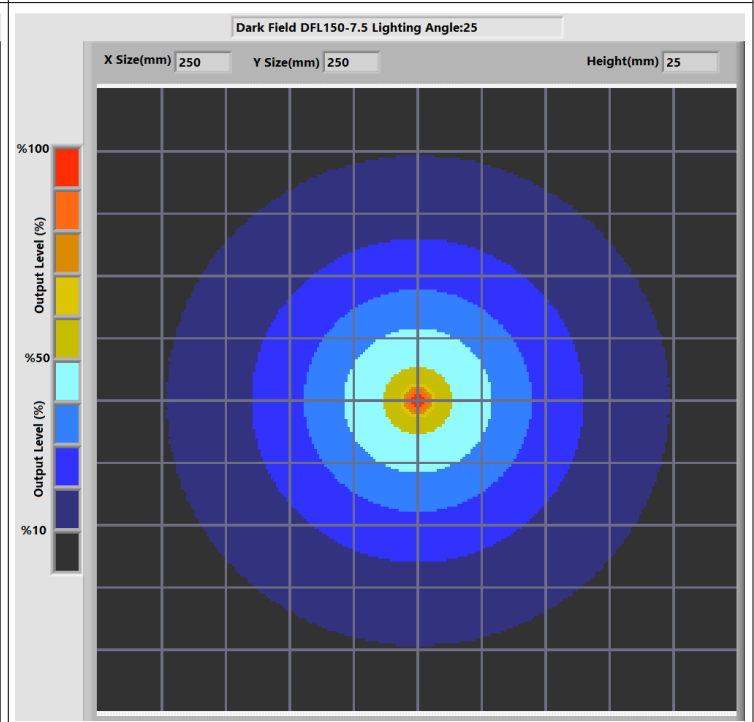 Dark Field DFL150-7.5 Lighting Angle:25
X Size(mm) 250 Y Size(mm) 250 Height(mm) 25
%100
Output Level (%)
%50
Output Level (%)
%10